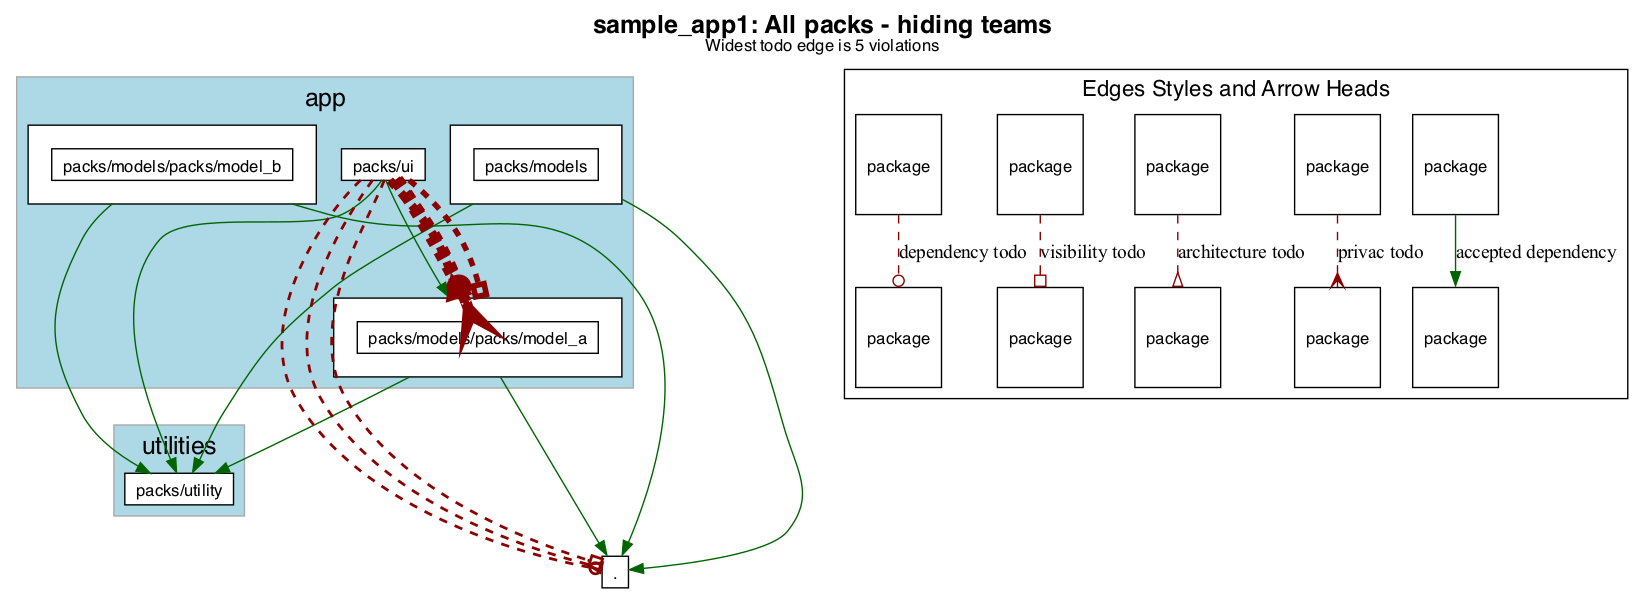 sample_app1: All packs - hiding teams
Widest todo edge is 5 violations
app
packs/models/packs/model_b
packs/ui
packs/models
packs/models/packs/model_a
utilities
packs/utility
.
Edges Styles and Arrow Heads
package
package
package
package
package
dependency todo
visibility todo
architecture todo
privac todo
accepted dependency
package
package
package
package
package